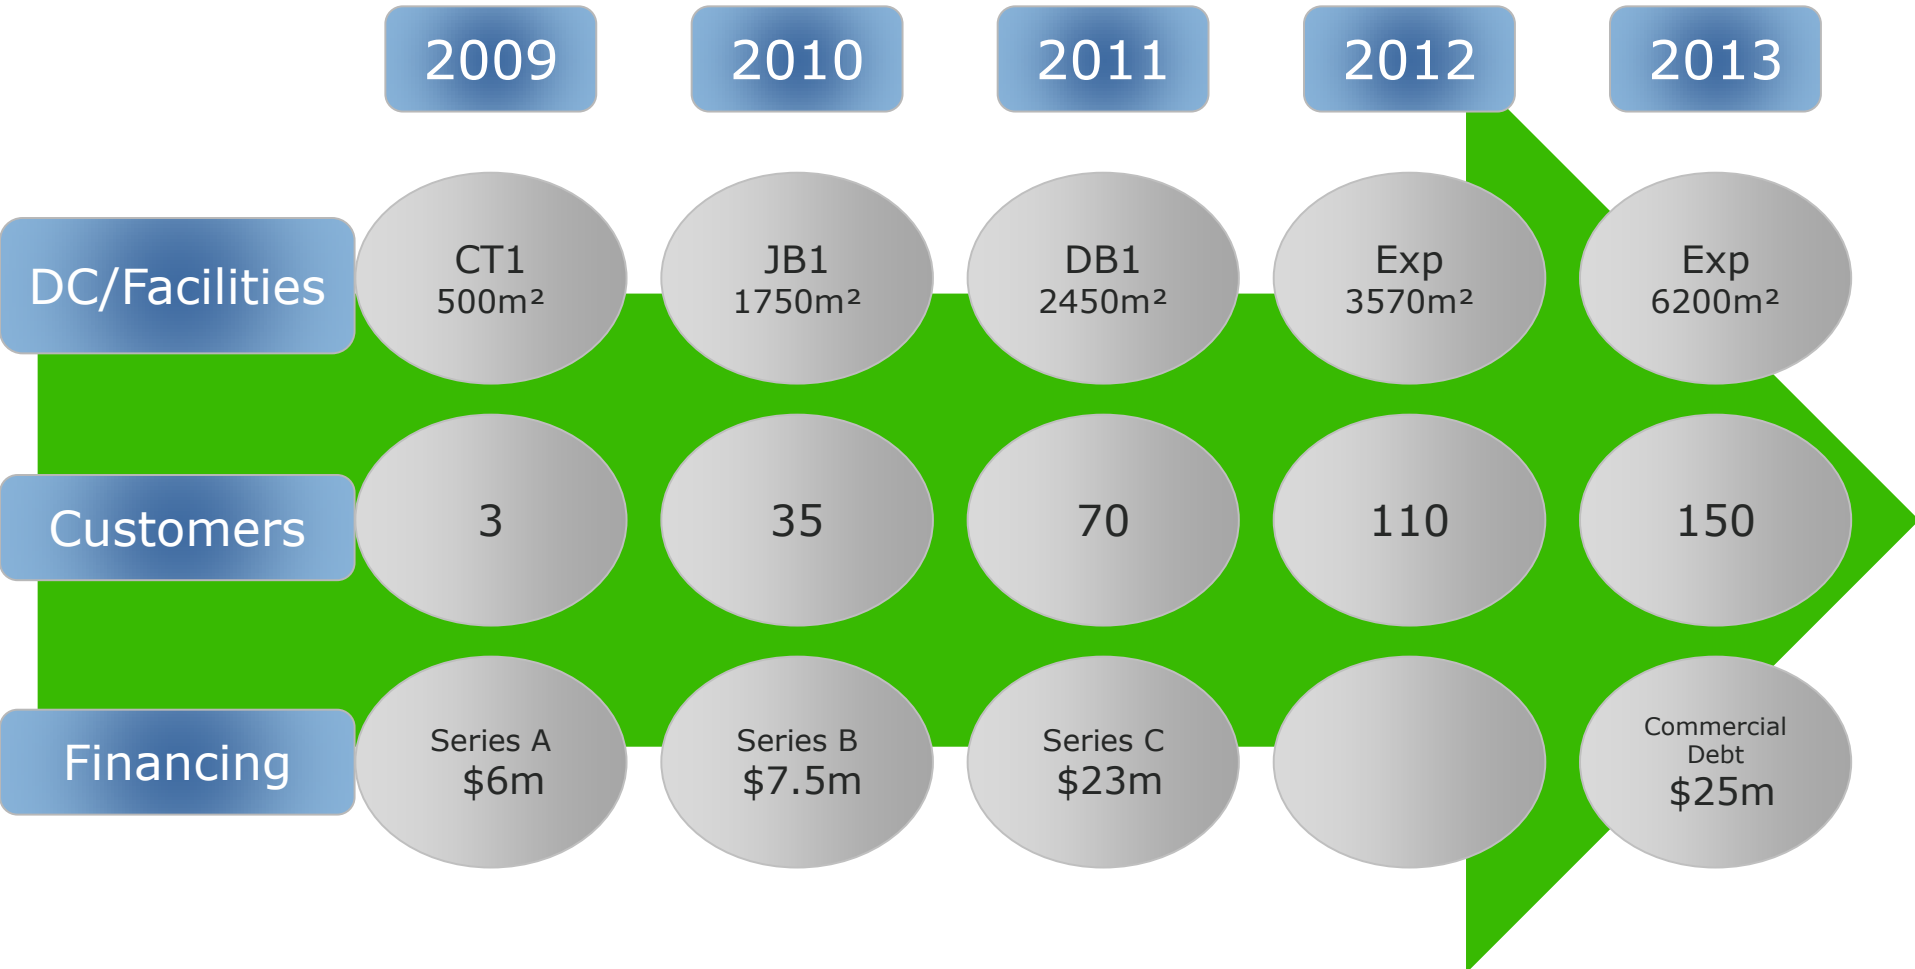 2009
2010
2011
2012
2013
DC/Facilities
CT1
500m²
JB1
1750m²
DB1
2450m²
Exp
3570m²
Exp
6200m²
Customers
3
35
70
110
150
Financing
Series A
$6m
Series B
$7.5m
Series C
$23m
Commercial
Debt
$25m